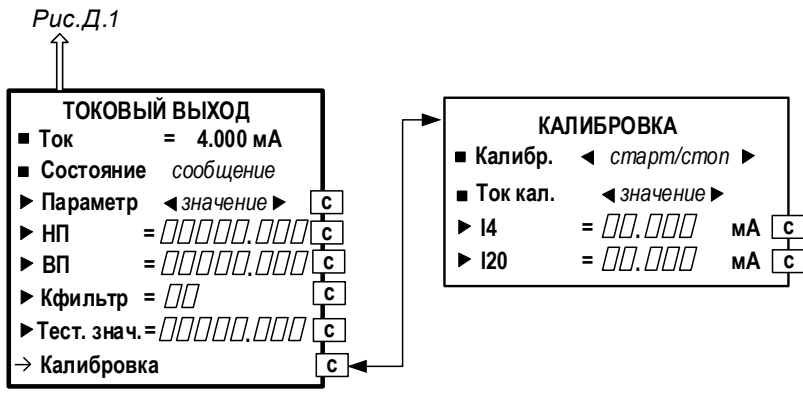 Рис.Д.1
ТОКОВЫЙ ВЫХОД
■ Ток = 4.000 мА
■ Состояние сообщение
▶ Параметр ◀ значение ▶ С
▶ НП = 00000.000 С
▶ ВП = 00000.000 С
▶ Кфильтр = 00 С
▶ Тест. знач. = 00000.000 С
→ Калибровка С
КАЛИБРОВКА
■ Калибр. ◀ старт/стоп ▶
■ Ток кал. ◀ значение ▶
▶ I4 = 00.000 мА С
▶ I20 = 00.000 мА С